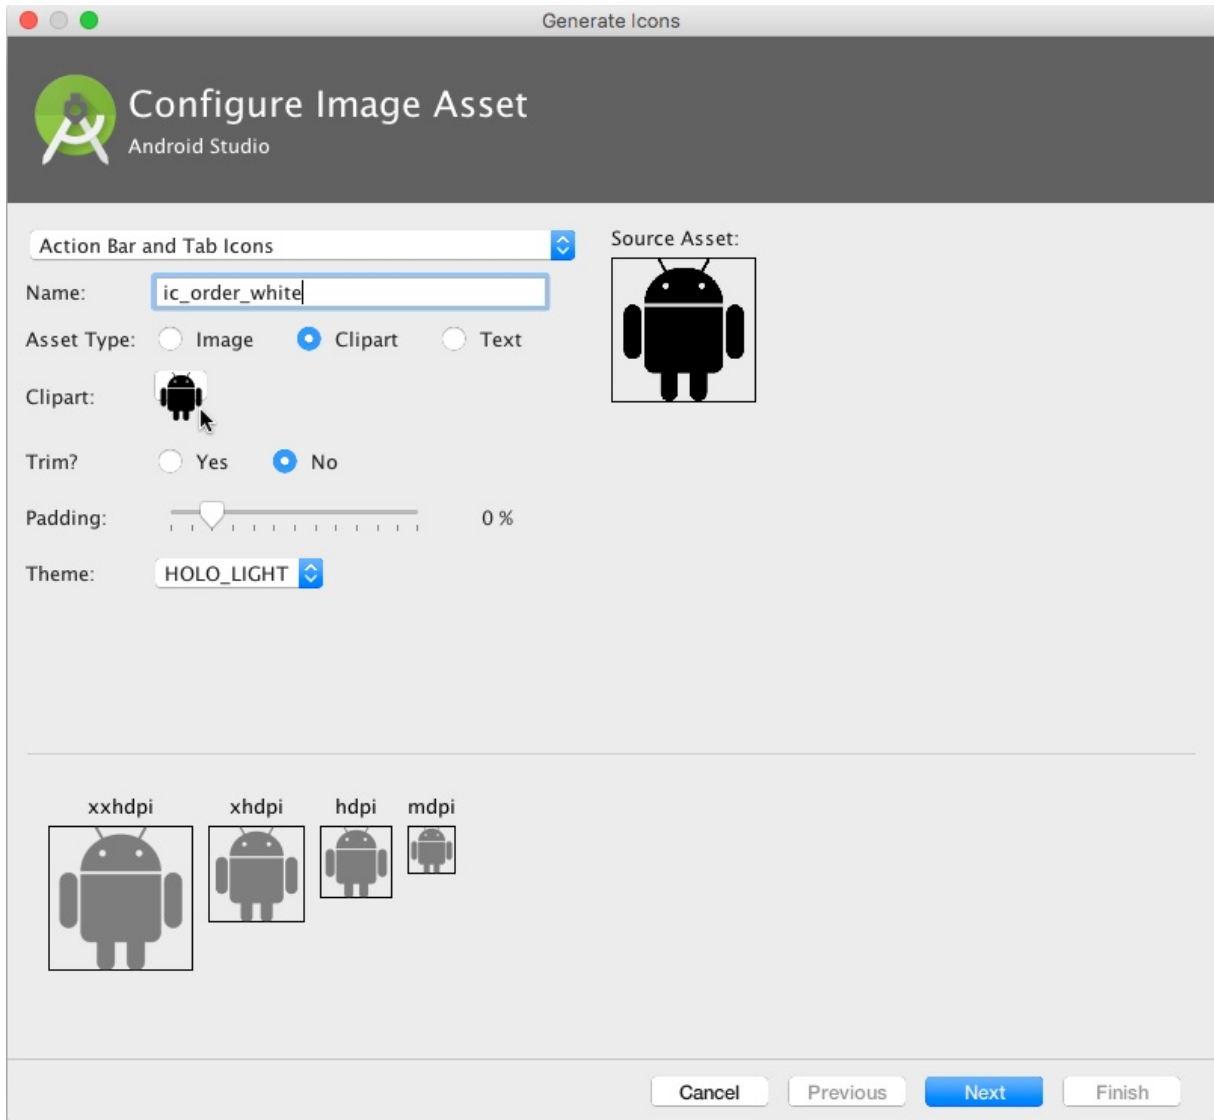 Generate Icons
Configure Image Asset
Android Studio
Action Bar and Tab Icons
Source Asset:
Name: ic_order_white
Asset Type: Image Clipart Text
Clipart:
Trim? Yes No
Padding: 0 %
Theme: HOLO_LIGHT
xxhdpi xhdpi hdpi mdpi
Cancel Previous Next Finish